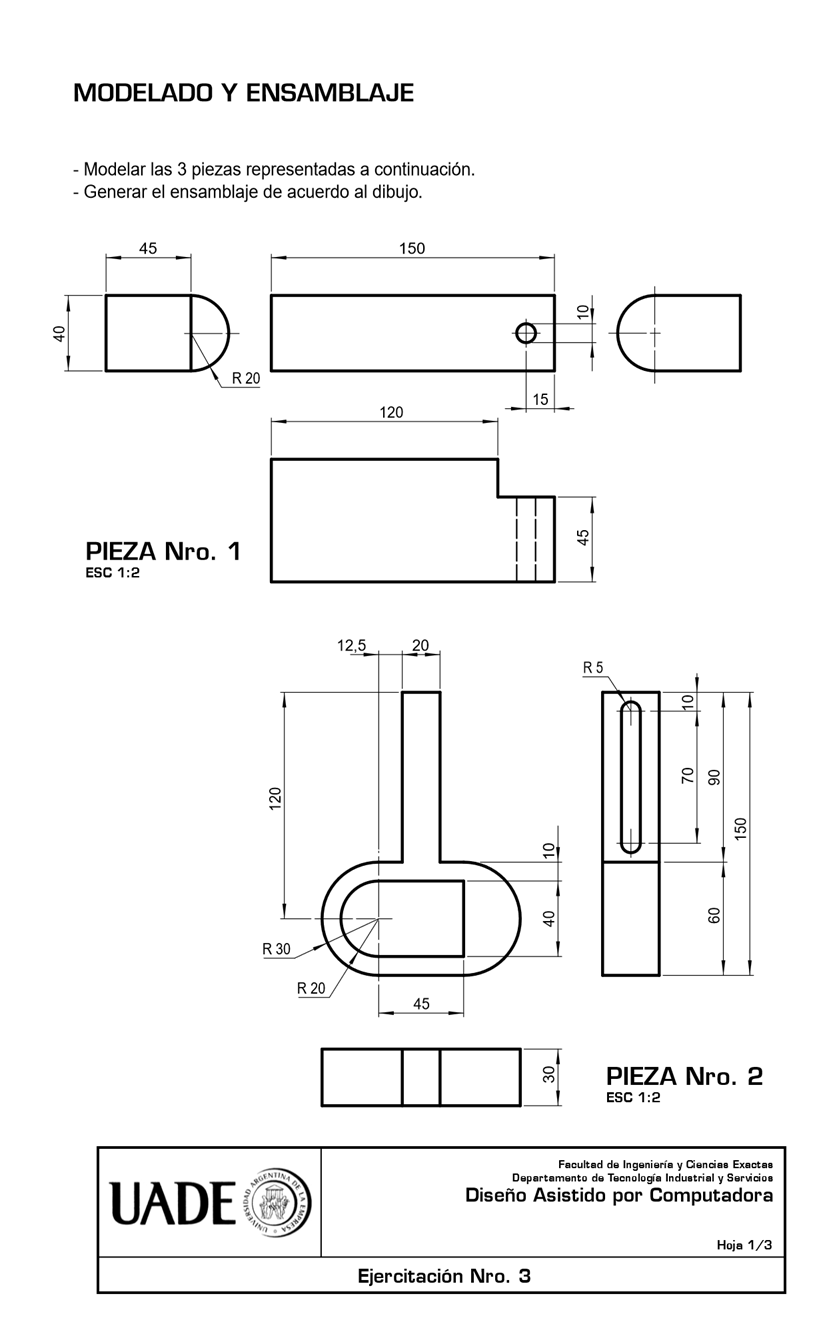 MODELADO Y ENSAMBLAJE
- Modelar las 3 piezas representadas a continuación.
- Generar el ensamblaje de acuerdo al dibujo.
45
150
40
10
R 20
15
120
45
PIEZA Nro. 1
ESC 1:2
12,5
20
R 5
10
120
70
90
150
10
40
60
R 30
R 20
45
30
PIEZA Nro. 2
ESC 1:2
UADE
UNIVERSIDAD ARGENTINA DE LA EMPRESA
Facultad de Ingeniería y Ciencias Exactas
Departamento de Tecnología Industrial y Servicios
Diseño Asistido por Computadora
Hoja 1/3
Ejercitación Nro. 3